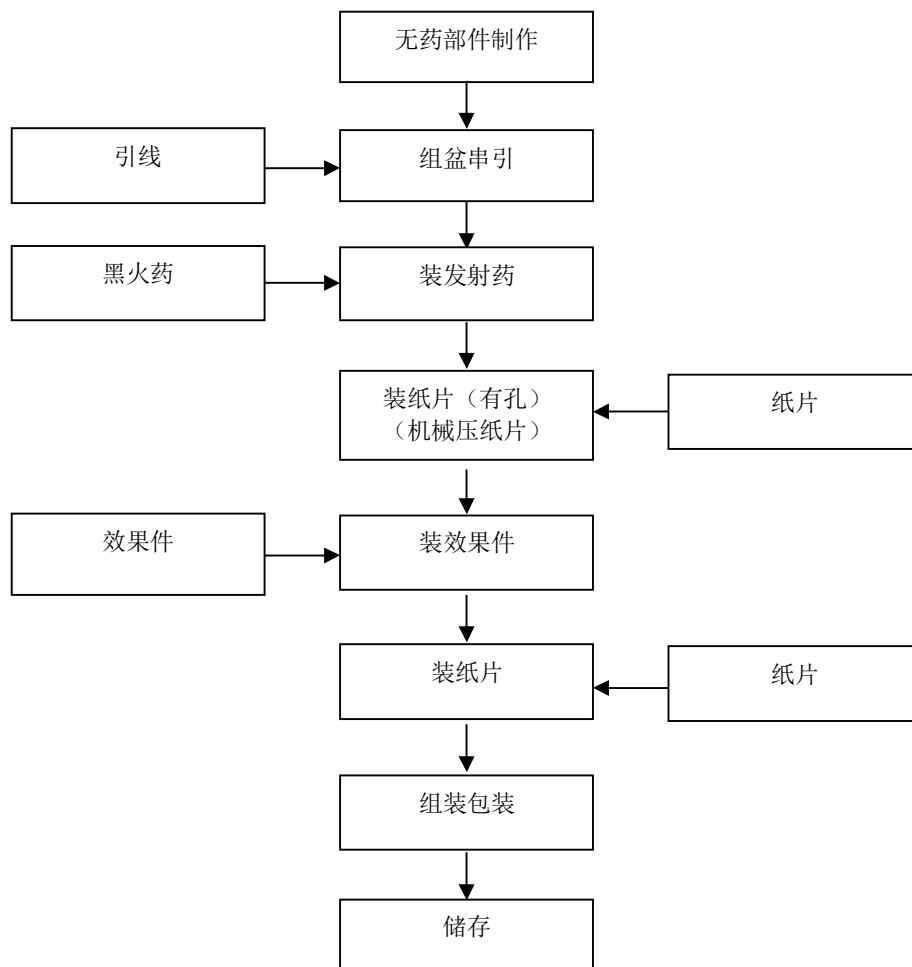 无药部件制作
引线
组盆串引
黑火药
装发射药
装纸片（有孔）
（机械压纸片）
纸片
效果件
装效果件
装纸片
纸片
组装包装
储存